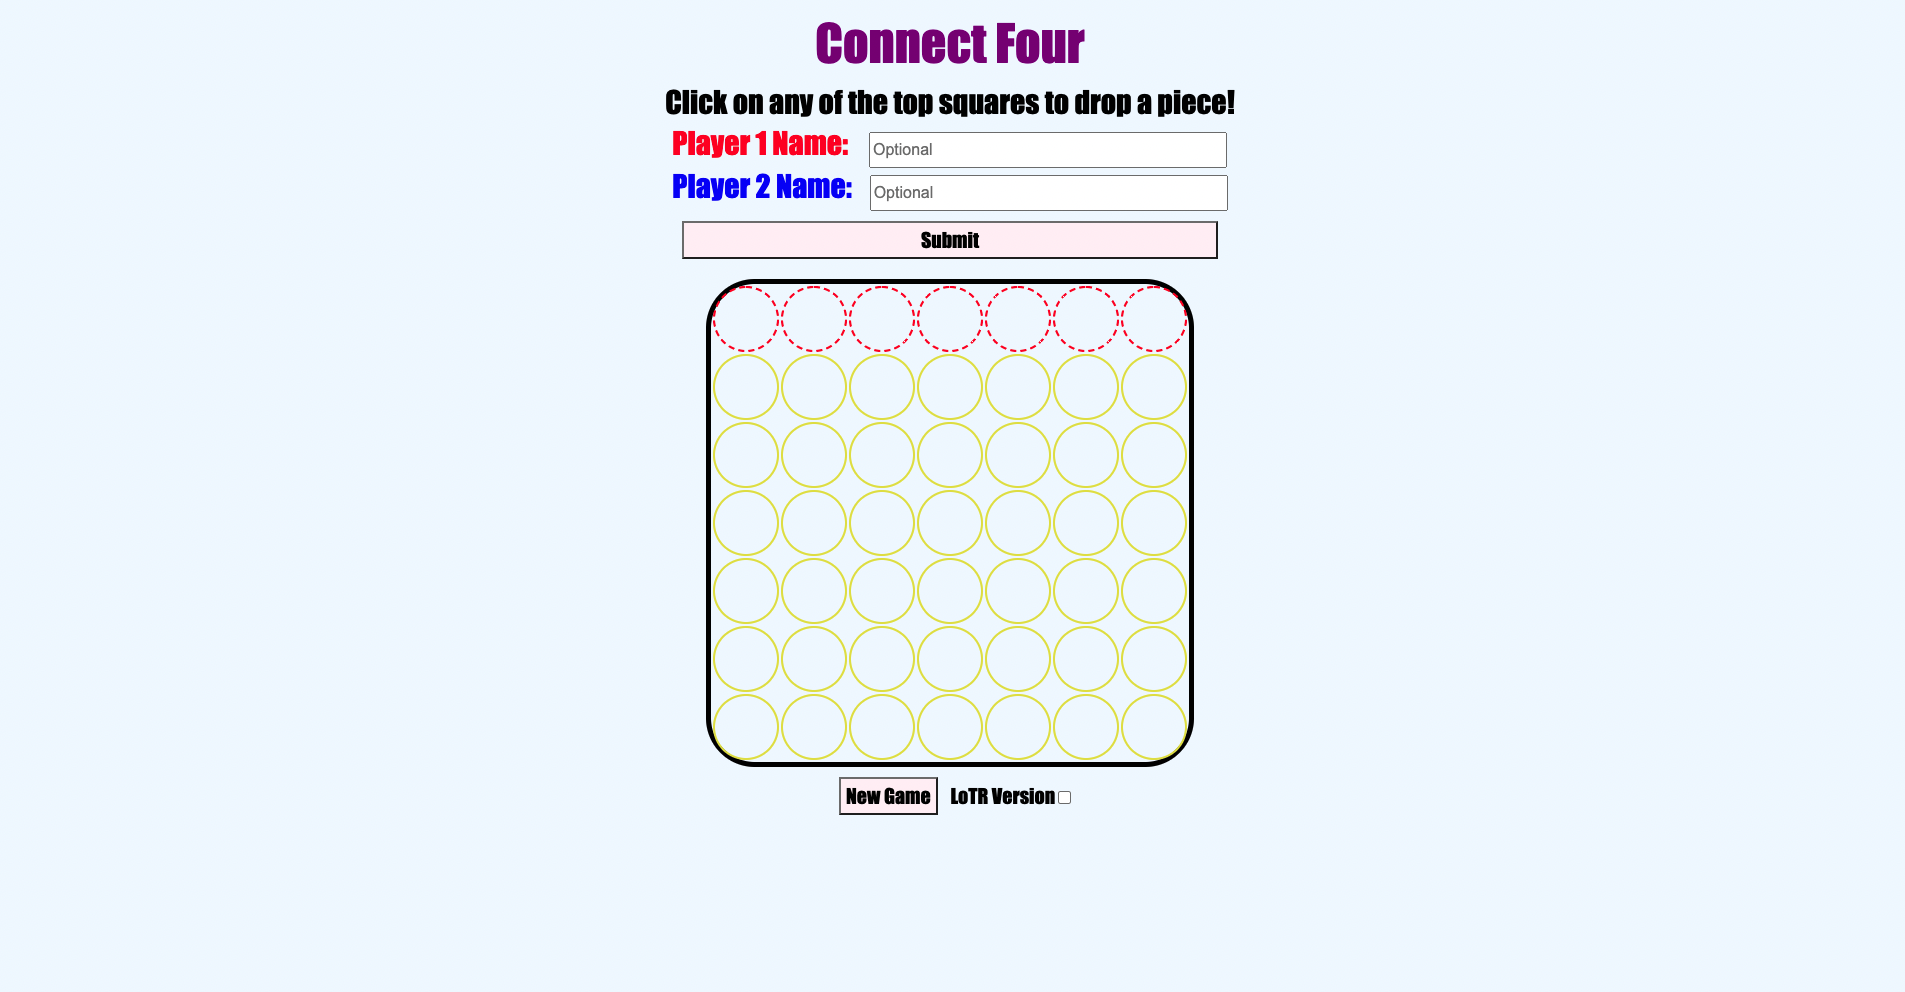 Connect Four
Click on any of the top squares to drop a piece!
Player 1 Name: Optional
Player 2 Name: Optional
Submit
New Game LoTR Version